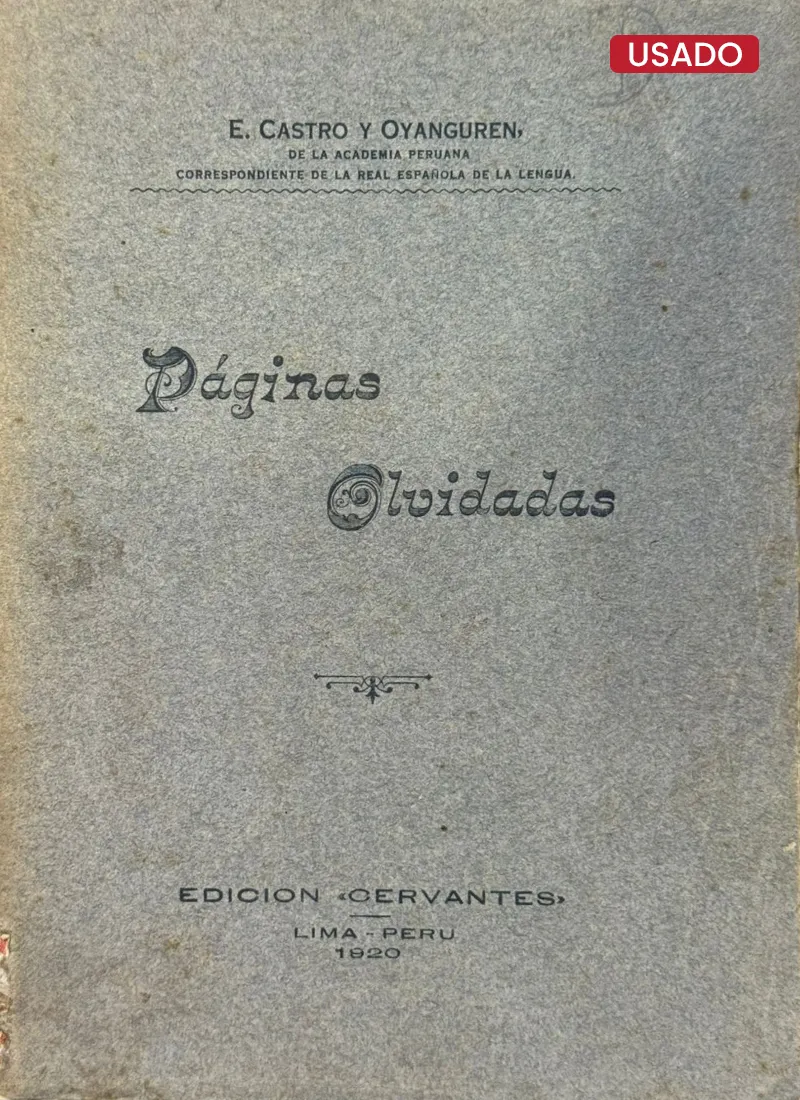 USADO
E. CASTRO Y OYANGUREN,
DE LA ACADEMIA PERUANA
CORRESPONDIENTE DE LA REAL ESPAÑOLA DE LA LENGUA.
Páginas
Olvidadas
EDICION «CERVANTES»
LIMA - PERU
1920